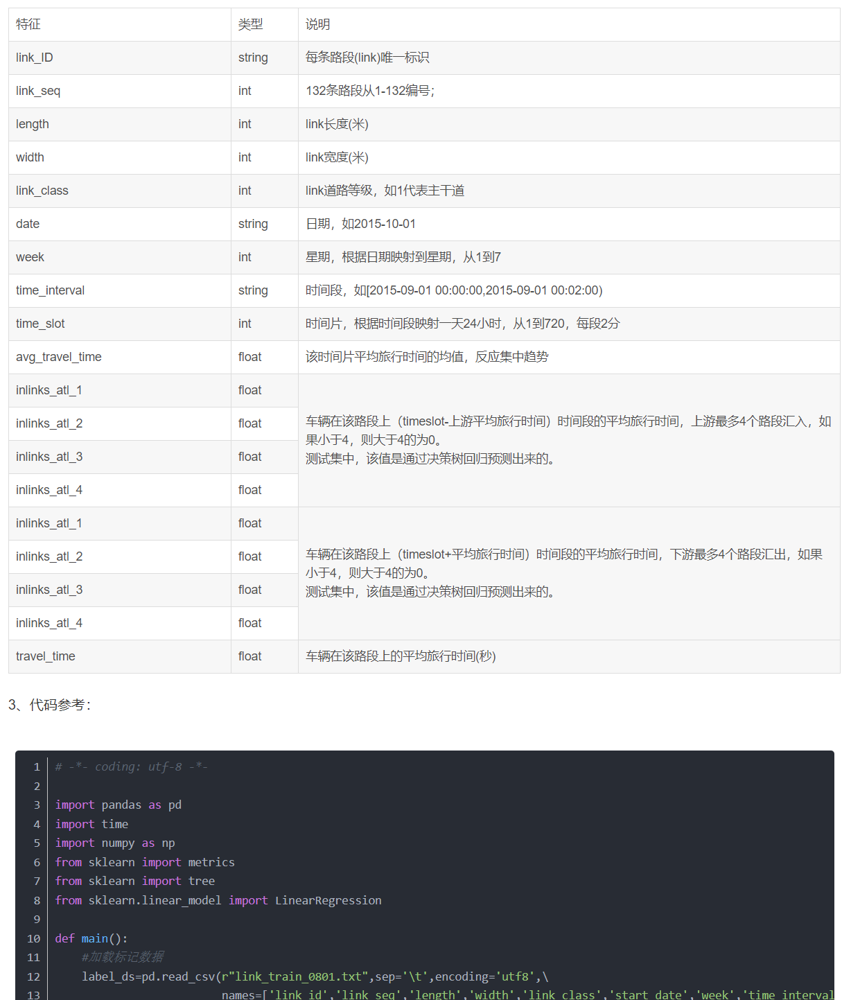 特征 类型 说明
link_ID string 每条路段(link)唯一标识
link_seq int 132条路段从1-132编号；
length int link长度(米)
width int link宽度(米)
link_class int link道路等级，如1代表主干道
date string 日期，如2015-10-01
week int 星期，根据日期映射到星期，从1到7
time_interval string 时间段，如[2015-09-01 00:00:00,2015-09-01 00:02:00)
time_slot int 时间片，根据时间段映射一天24小时，从1到720，每段2分
avg_travel_time float 该时间片平均旅行时间的均值，反应集中趋势
inlinks_atl_1 float
inlinks_atl_2 float
inlinks_atl_3 float
inlinks_atl_4 float
车辆在该路段上（timeslot-上游平均旅行时间）时间段的平均旅行时间，上游最多4个路段汇入，如
果小于4，则大于4的为0。
测试集中，该值是通过决策树回归预测出来的。
inlinks_atl_1 float
inlinks_atl_2 float
inlinks_atl_3 float
inlinks_atl_4 float
车辆在该路段上（timeslot+平均旅行时间）时间段的平均旅行时间，下游最多4个路段汇出，如果
小于4，则大于4的为0。
测试集中，该值是通过决策树回归预测出来的。
travel_time float 车辆在该路段上的平均旅行时间(秒)
3、代码参考：
1 # -*- coding: utf-8 -*-
2
3 import pandas as pd
4 import time
5 import numpy as np
6 from sklearn import metrics
7 from sklearn import tree
8 from sklearn.linear_model import LinearRegression
9
10 def main():
11 #加载标记数据
12 label_ds=pd.read_csv(r"link_train_0801.txt",sep='\t',encoding='utf8',\
13 names=['link_id','link_seq','length','width','link_class','start_date','week','time_interval